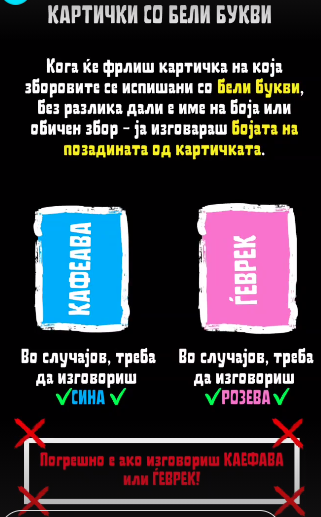 КАРТИЧКИ СО БЕЛИ БУКВИ
Кога ќе фрлиш картичка на која
зборовите се испишани со бели букви,
без разлика дали е име на боја или
обичен збор – ја изговараш бојата на
позадината од картичката.
КАФЕАВА
ЃЕВРЕК
Во случајов, треба
да изговориш
✓СИНА✓
Во случајов, треба
да изговориш
✓РОЗЕВА✓
Погрешно е ако изговориш КАЕФАВА
или ЃЕВРЕК!